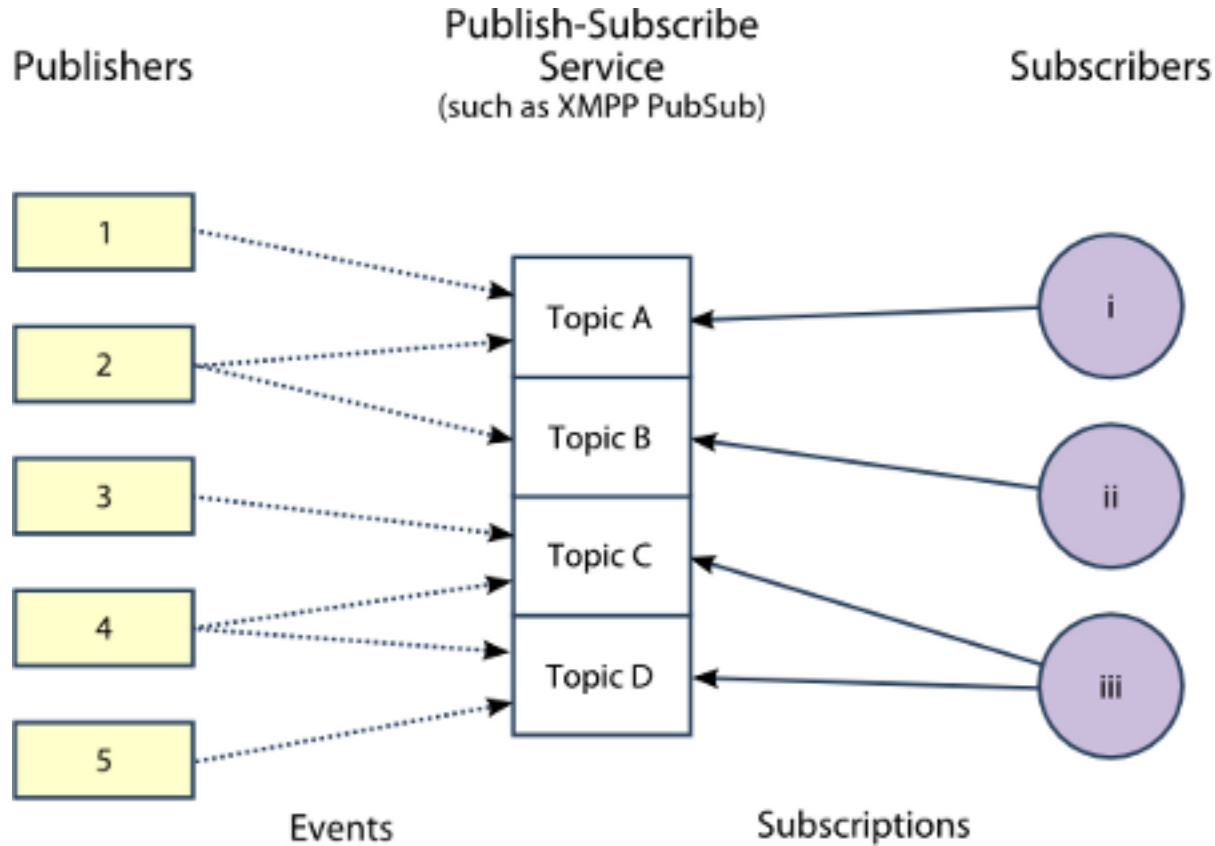 Publishers
Publish-Subscribe
Service
(such as XMPP PubSub)
Subscribers
1
2
3
4
5
Topic A
Topic B
Topic C
Topic D
i
ii
iii
Events
Subscriptions